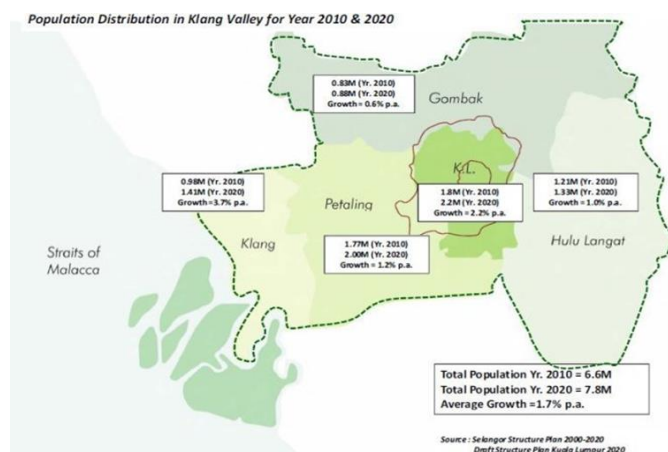 Population Distribution in Klang Valley for Year 2010 & 2020
0.83M (Yr. 2010)
0.88M (Yr. 2020)
Growth = 0.6% p.a.
Gombak
0.98M (Yr. 2010)
1.41M (Yr. 2020)
Growth =3.7% p.a.
Petaling
K.L.
1.8M (Yr. 2010)
2.2M (Yr. 2020)
Growth = 2.2% p.a.
1.21M (Yr. 2010)
1.33M (Yr. 2020)
Growth = 1.0% p.a.
Straits of
Malacca
Klang
1.77M (Yr. 2010)
2.00M (Yr. 2020)
Growth = 1.2% p.a.
Hulu Langat
Total Population Yr. 2010 = 6.6M
Total Population Yr. 2020 = 7.8M
Average Growth =1.7% p.a.
Source : Selangor Structure Plan 2000-2020
Draft Structure Plan Kuala Lumpur 2020